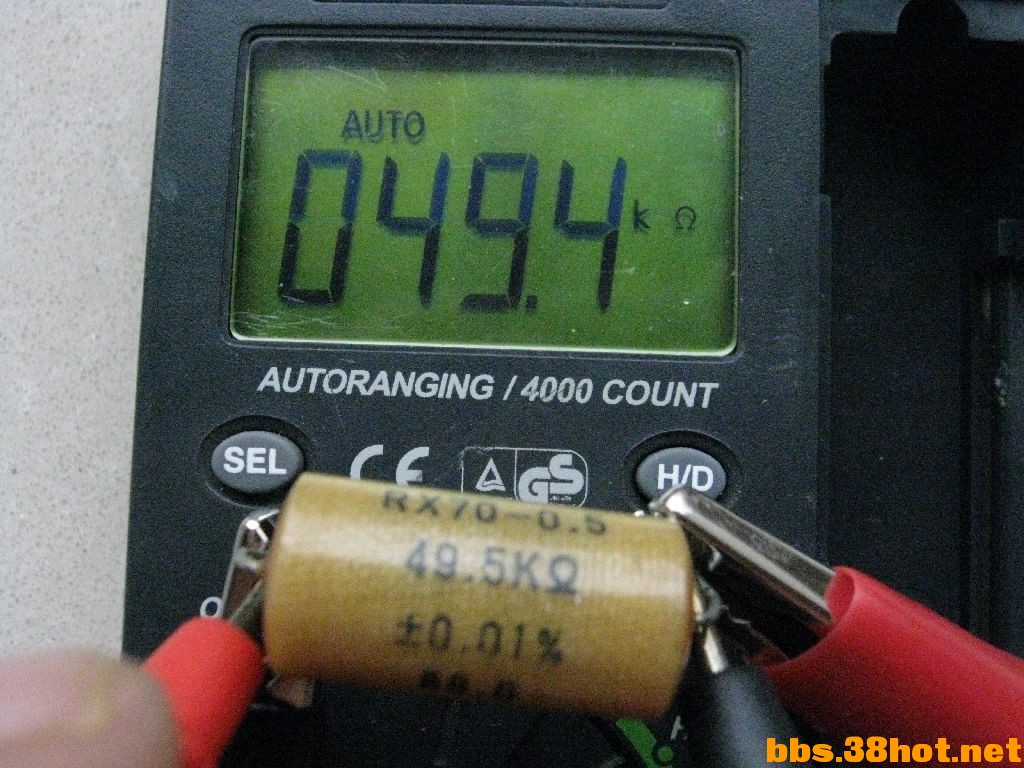 AUTO
049.4 k Ω
AUTORANGING / 4000 COUNT
SEL
CE
GS
H/D
RX70-0.5
49.5KΩ
±0.01%
bbs.38hot.net